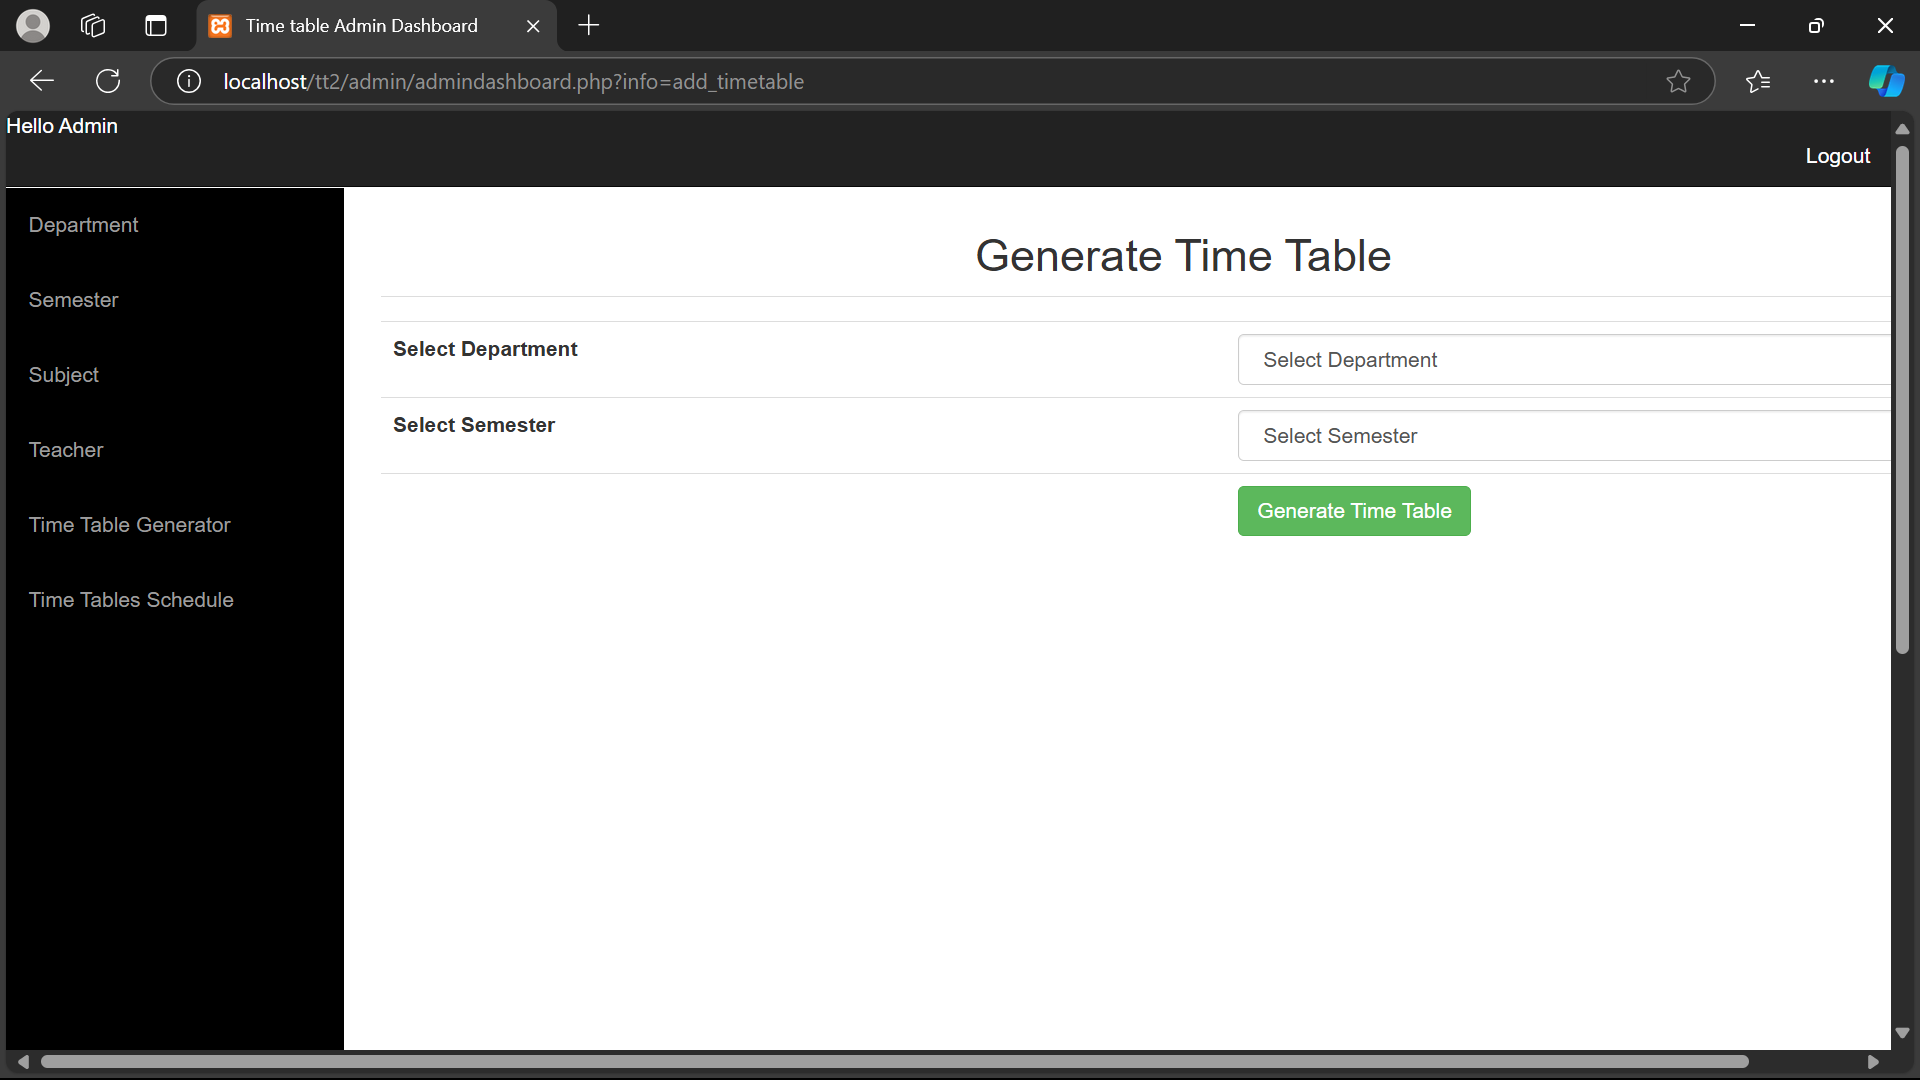 Time table Admin Dashboard
localhost/tt2/admin/admindashboard.php?info=add_timetable
Hello Admin
Logout
Department
Semester
Subject
Teacher
Time Table Generator
Time Tables Schedule
Generate Time Table
Select Department
Select Department
Select Semester
Select Semester
Generate Time Table